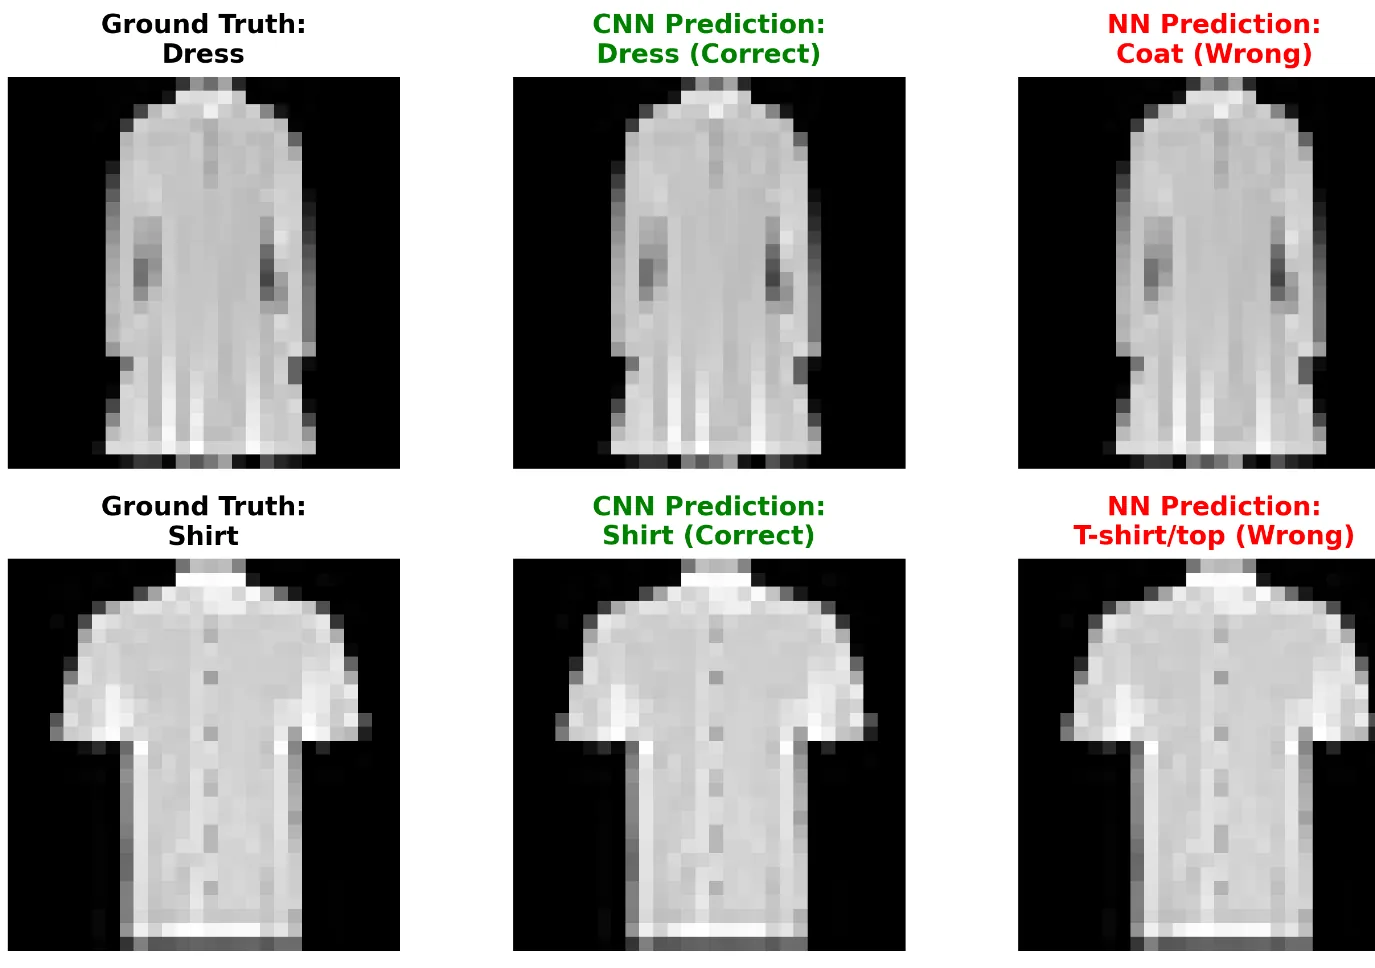 Ground Truth:
Dress
CNN Prediction:
Dress (Correct)
NN Prediction:
Coat (Wrong)
Ground Truth:
Shirt
CNN Prediction:
Shirt (Correct)
NN Prediction:
T-shirt/top (Wrong)